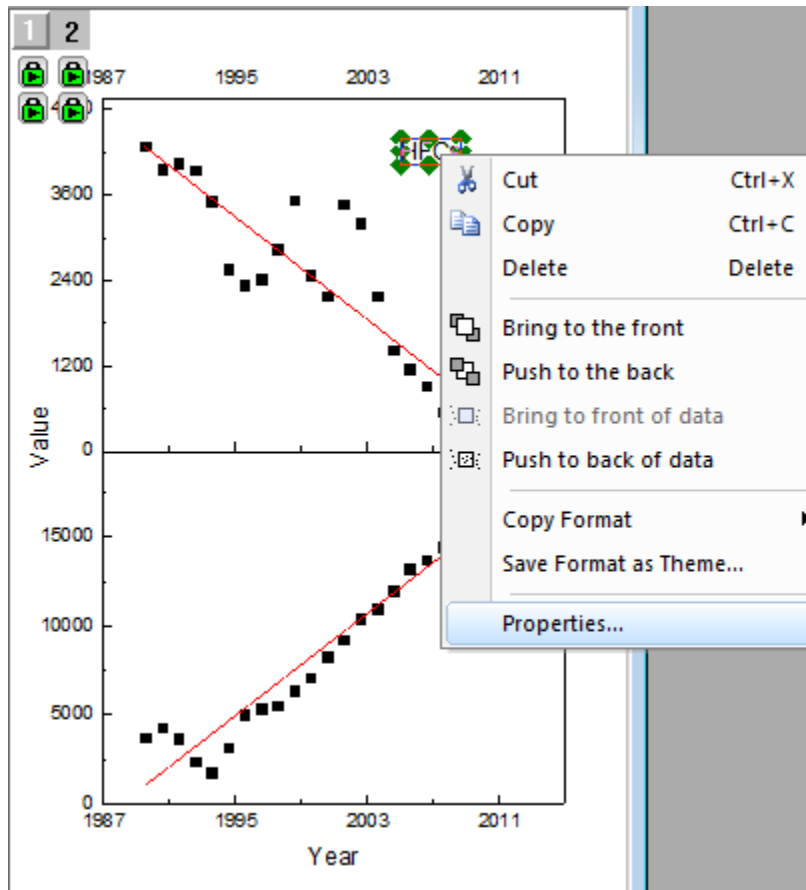 1 2
1987 1995 2003 2011
3600
2400
1200
0
Value
15000
10000
5000
0
1987 1995 2003 2011
Year
Cut Ctrl+X
Copy Ctrl+C
Delete Delete
Bring to the front
Push to the back
Bring to front of data
Push to back of data
Copy Format
Save Format as Theme...
Properties...